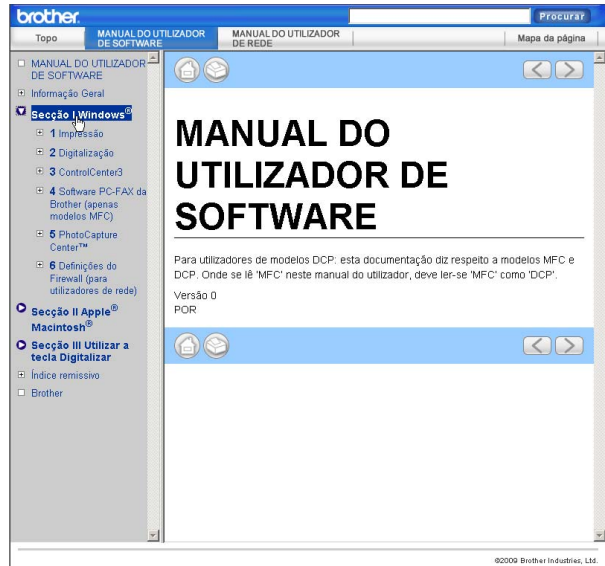 brother
Procurar
Topo
MANUAL DO UTILIZADOR
DE SOFTWARE
MANUAL DO UTILIZADOR
DE REDE
Mapa da página
MANUAL DO UTILIZADOR
DE SOFTWARE
Informação Geral
Secção I Windows®
1 Impressão
2 Digitalização
3 ControlCenter3
4 Software PC-FAX da
Brother (apenas
modelos MFC)
5 PhotoCapture
Center™
6 Definições do
Firewall (para
utilizadores de rede)
Secção II Apple®
Macintosh®
Secção III Utilizar a
tecla Digitalizar
Índice remissivo
Brother
MANUAL DO
UTILIZADOR DE
SOFTWARE
Para utilizadores de modelos DCP: esta documentação diz respeito a modelos MFC e
DCP. Onde se lê 'MFC' neste manual do utilizador, deve ler-se 'MFC' como 'DCP'.
Versão 0
POR
©2009 Brother Industries, Ltd.